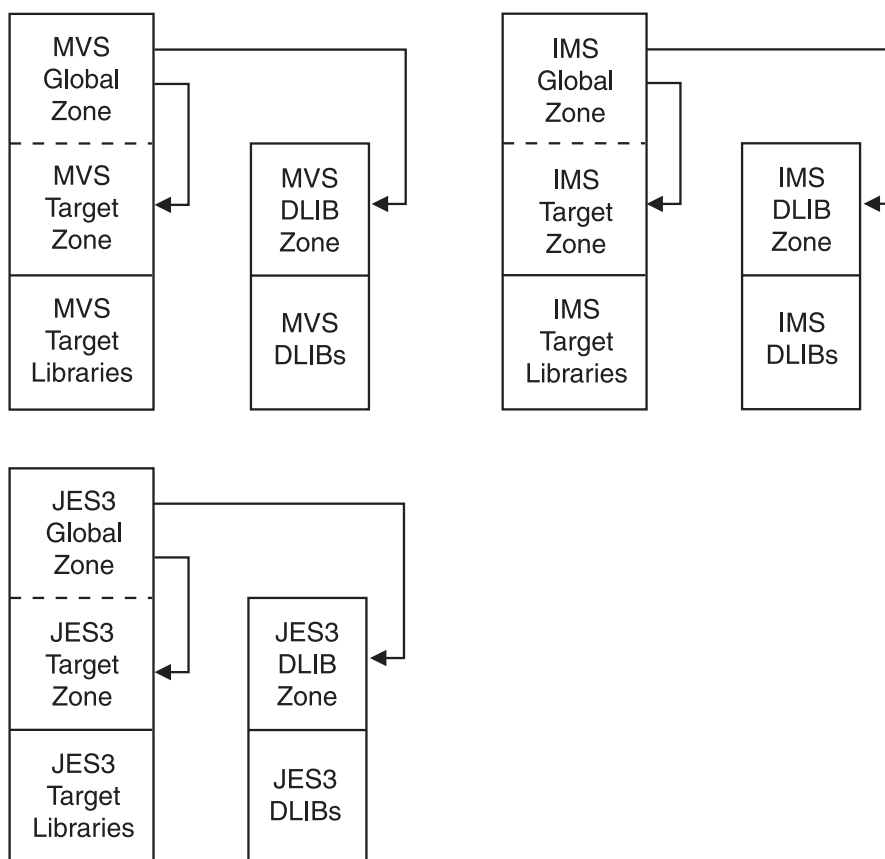 MVS
Global
Zone
MVS
Target
Zone
MVS
Target
Libraries
MVS
DLIB
Zone
MVS
DLIBs
IMS
Global
Zone
IMS
Target
Zone
IMS
Target
Libraries
IMS
DLIB
Zone
IMS
DLIBs
JES3
Global
Zone
JES3
Target
Zone
JES3
Target
Libraries
JES3
DLIB
Zone
JES3
DLIBs